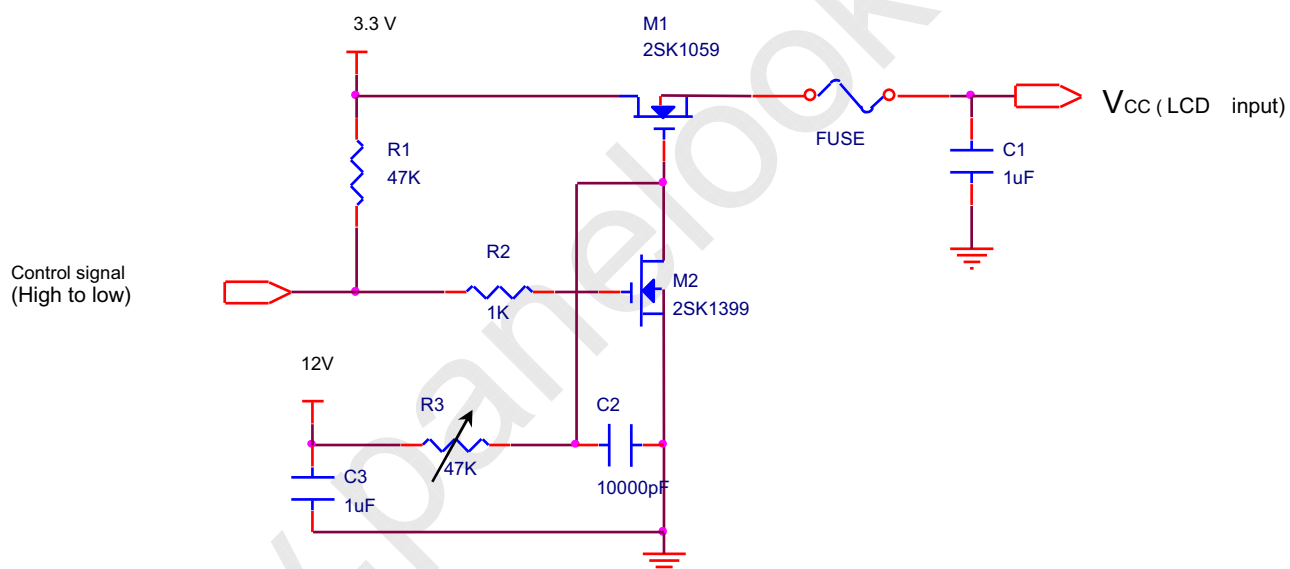 3.3 V
M1
2SK1059
VCC ( LCD input)
FUSE
R1
47K
C1
1uF
R2
1K
Control signal
(High to low)
M2
2SK1399
12V
R3
47K
C2
10000pF
C3
1uF
panelook